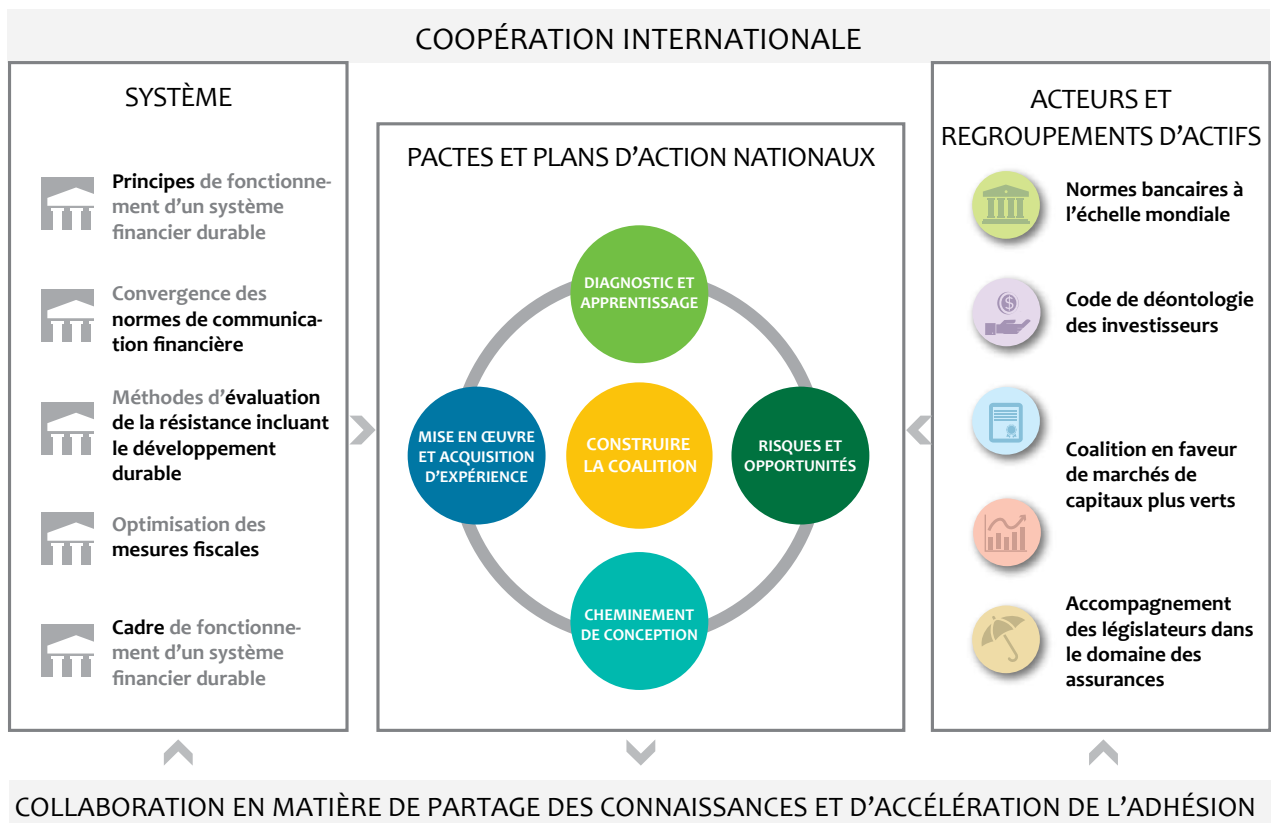 COOPÉRATION INTERNATIONALE
SYSTÈME
Principes de fonctionne-
ment d’un système
financier durable
Convergence des
normes de communica-
tion financière
Méthodes d’évaluation
de la résistance incluant
le développement
durable
Optimisation des
mesures fiscales
Cadre de fonctionne-
ment d’un système
financier durable
PACTES ET PLANS D’ACTION NATIONAUX
DIAGNOSTIC ET
APPRENTISSAGE
MISE EN ŒUVRE
ET ACQUISITION
D’EXPÉRIENCE
CONSTRUIRE
LA COALITION
RISQUES ET
OPPORTUNITÉS
CHEMINEMENT
DE CONCEPTION
ACTEURS ET
REGROUPEMENTS D’ACTIFS
Normes bancaires à
l’échelle mondiale
Code de déontologie
des investisseurs
Coalition en faveur
de marchés de
capitaux plus verts
Accompagnement
des législateurs dans
le domaine des
assurances
COLLABORATION EN MATIÈRE DE PARTAGE DES CONNAISSANCES ET D’ACCÉLÉRATION DE L’ADHÉSION